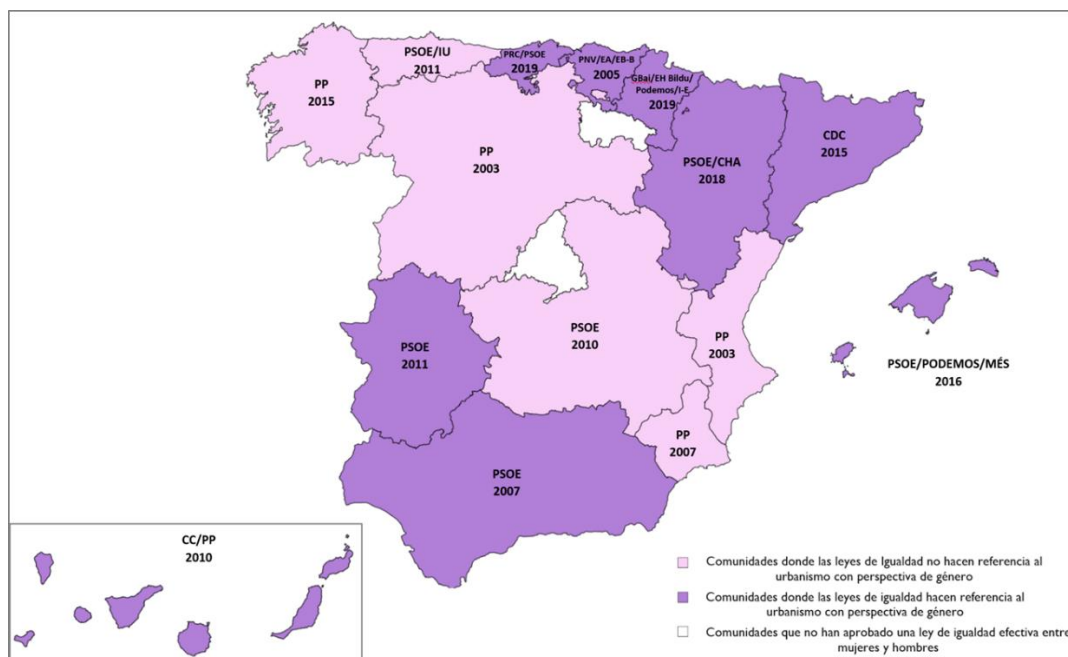 PSOE/IU
2011
PRC/PSOE
2019
PNV/EA/EB-B
2005
GBai/EH Bildu/
Podemos/I-E
2019
PP
2015
PP
2003
PSOE/CHA
2018
CDC
2015
PSOE
2010
PSOE
2011
PP
2003
PSOE/PODEMOS/MÉS
2016
PP
2007
PSOE
2007
CC/PP
2010
Comunidades donde las leyes de Igualdad no hacen referencia al
urbanismo con perspectiva de género
Comunidades donde las leyes de igualdad hacen referencia al
urbanismo con perspectiva de género
Comunidades que no han aprobado una ley de igualdad efectiva entre
mujeres y hombres